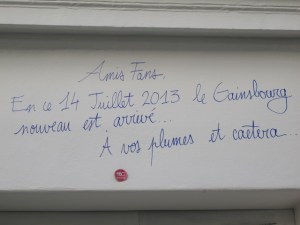 Amis Fans
En ce 14 Juillet 2013 le Gainsbourg
nouveau est arrivé...
A vos plumes et caetera...